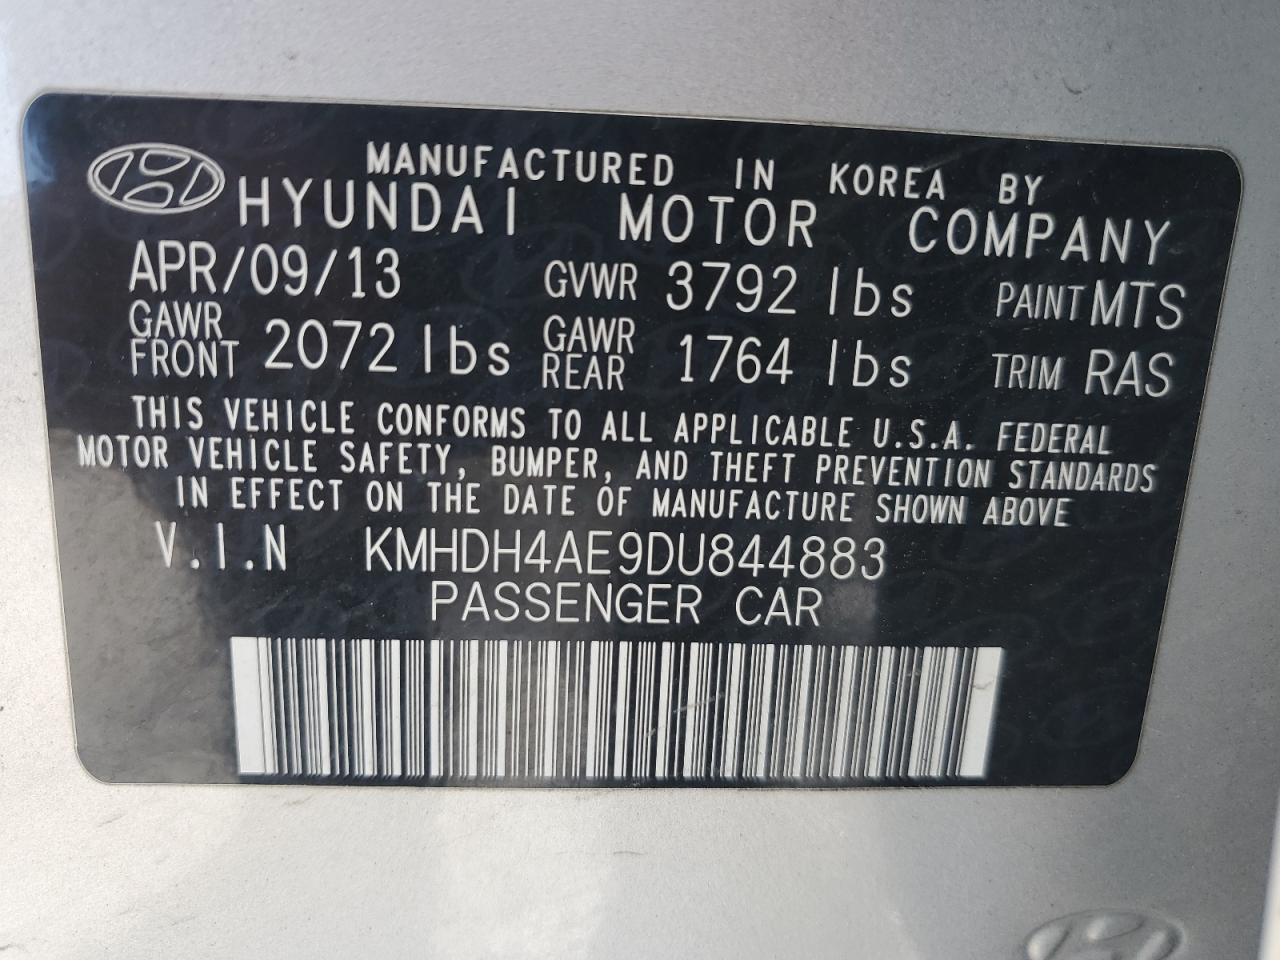 MANUFACTURED IN KOREA BY
HYUNDAI MOTOR COMPANY
APR/09/13 GVWR 3792 lbs PAINT MTS
GAWR FRONT 2072 lbs GAWR REAR 1764 lbs TRIM RAS
THIS VEHICLE CONFORMS TO ALL APPLICABLE U.S.A. FEDERAL
MOTOR VEHICLE SAFETY, BUMPER, AND THEFT PREVENTION STANDARDS
IN EFFECT ON THE DATE OF MANUFACTURE SHOWN ABOVE
V.I.N KMHDH4AE9DU844883
PASSENGER CAR